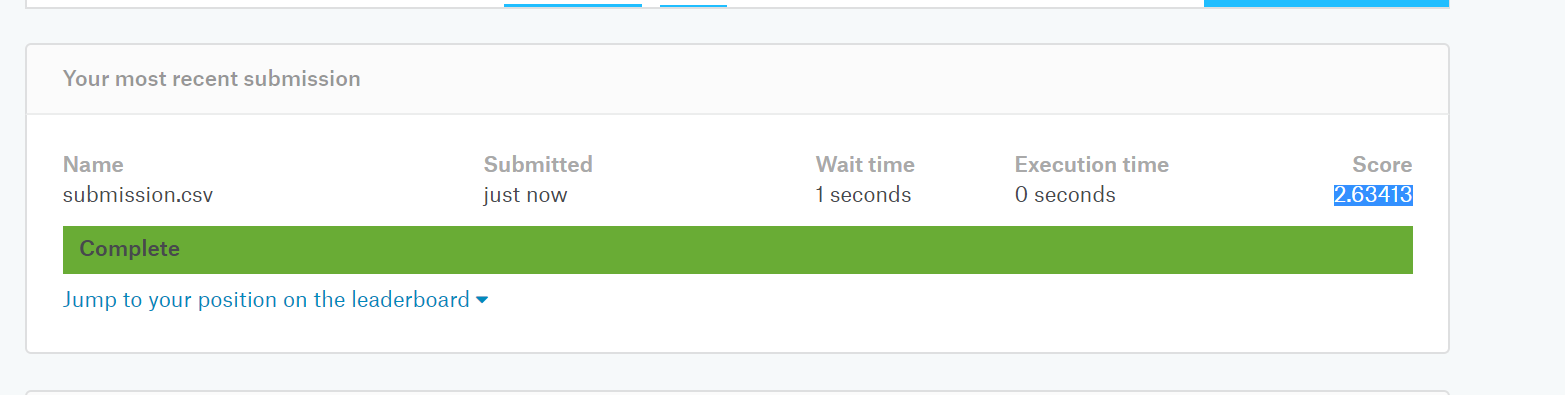 Your most recent submission
Name Submitted Wait time Execution time Score
submission.csv just now 1 seconds 0 seconds 2.63413
Complete
Jump to your position on the leaderboard